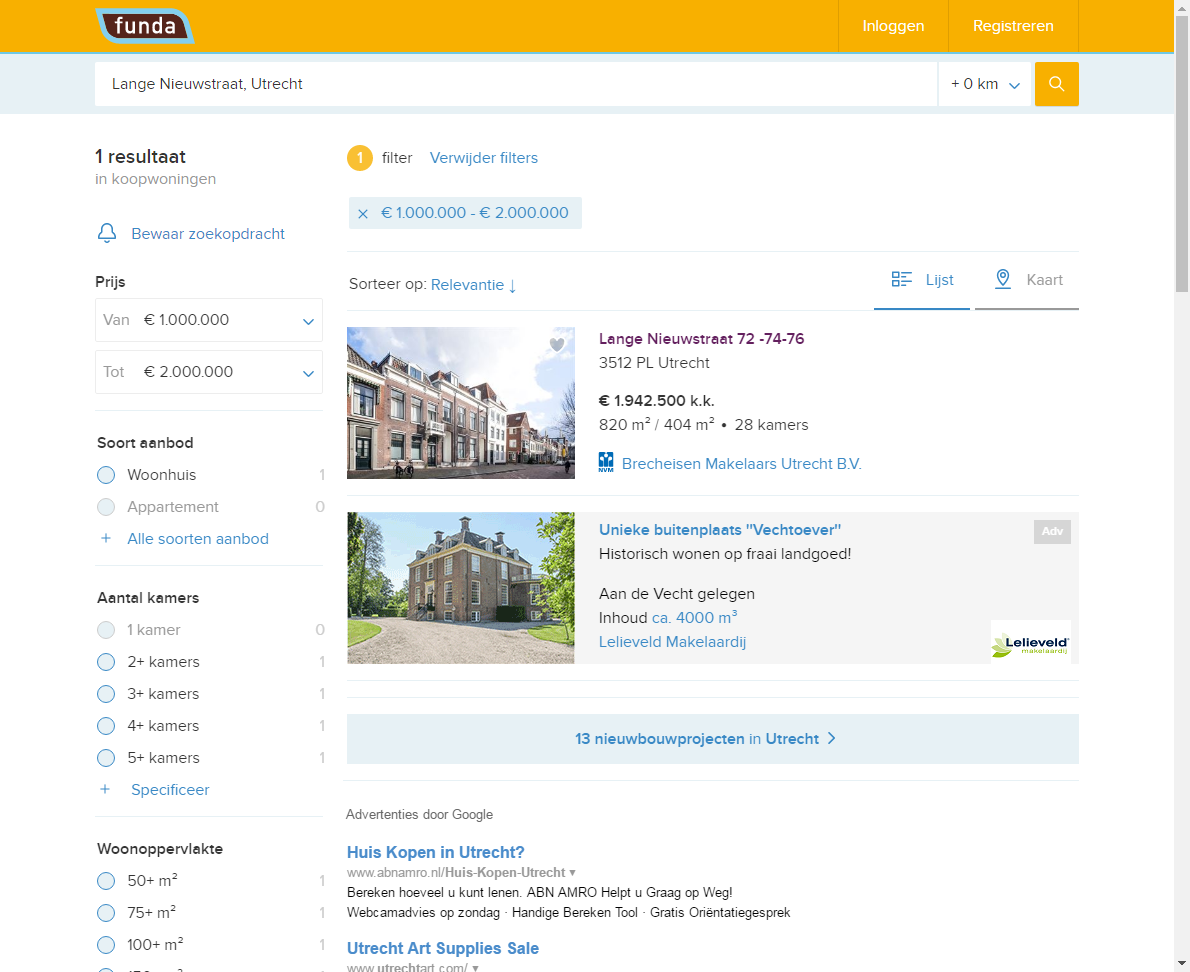 funda
Inloggen
Registreren
Lange Nieuwstraat, Utrecht
+ 0 km
1 resultaat
in koopwoningen
Bewaar zoekopdracht
Prijs
Van € 1.000.000
Tot € 2.000.000
Soort aanbod
Woonhuis 1
Appartement 0
+ Alle soorten aanbod
Aantal kamers
1 kamer 0
2+ kamers 1
3+ kamers 1
4+ kamers 1
5+ kamers 1
+ Specificeer
Woonoppervlakte
50+ m² 1
75+ m² 1
100+ m² 1
1 filter Verwijder filters
× € 1.000.000 - € 2.000.000
Sorteer op: Relevantie ↓
Lijst
Kaart
Lange Nieuwstraat 72 -74-76
3512 PL Utrecht
€ 1.942.500 k.k.
820 m² / 404 m² • 28 kamers
NVM Brecheisen Makelaars Utrecht B.V.
Unieke buitenplaats "Vechtoever"
Adv
Historisch wonen op fraai landgoed!
Aan de Vecht gelegen
Inhoud ca. 4000 m³
Lelieveld Makelaardij
Lelieveld
makelaardij
13 nieuwbouwprojecten in Utrecht >
Advertenties door Google
Huis Kopen in Utrecht?
www.abnamro.nl/Huis-Kopen-Utrecht ▾
Bereken hoeveel u kunt lenen. ABN AMRO Helpt u Graag op Weg!
Webcamadvies op zondag · Handige Bereken Tool · Gratis Oriëntatiegesprek
Utrecht Art Supplies Sale
www.utrechtart.com/ ▾